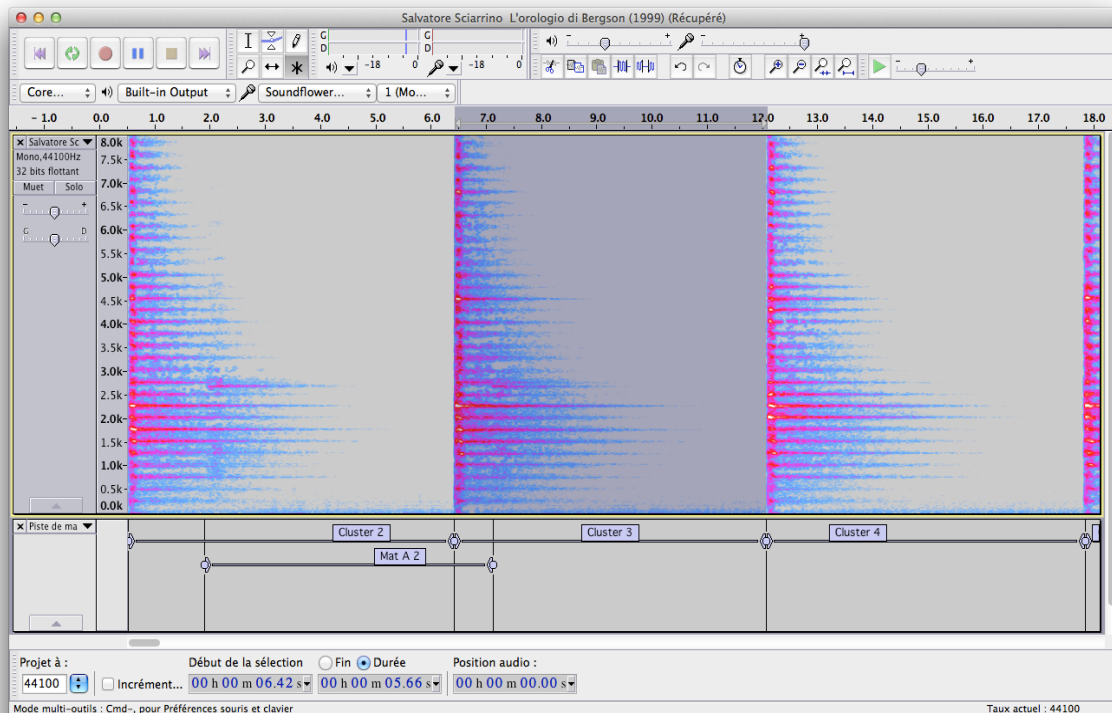 Salvatore Sciarrino L'orologio di Bergson (1999) (Récupéré)
G
D
-18 0
G
D
-18 0
- +
- +
- +
Core... Built-in Output Soundflower... 1 (Mo...
- 1.0 0.0 1.0 2.0 3.0 4.0 5.0 6.0 7.0 8.0 9.0 10.0 11.0 12.0 13.0 14.0 15.0 16.0 17.0 18.0
Salvatore Sc
Mono,44100Hz
32 bits flottant
Muet Solo
- +
G D
8.0k-
7.5k-
7.0k-
6.5k-
6.0k-
5.5k-
5.0k-
4.5k-
4.0k-
3.5k-
3.0k-
2.5k-
2.0k-
1.5k-
1.0k-
0.5k-
0.0k
Piste de ma
Cluster 2 Cluster 3 Cluster 4
Mat A 2
Projet à : Début de la sélection Fin Durée Position audio :
44100 Incrément... 00 h 00 m 06.42 s 00 h 00 m 05.66 s 00 h 00 m 00.00 s
Mode multi-outils : Cmd-, pour Préférences souris et clavier Taux actuel : 44100